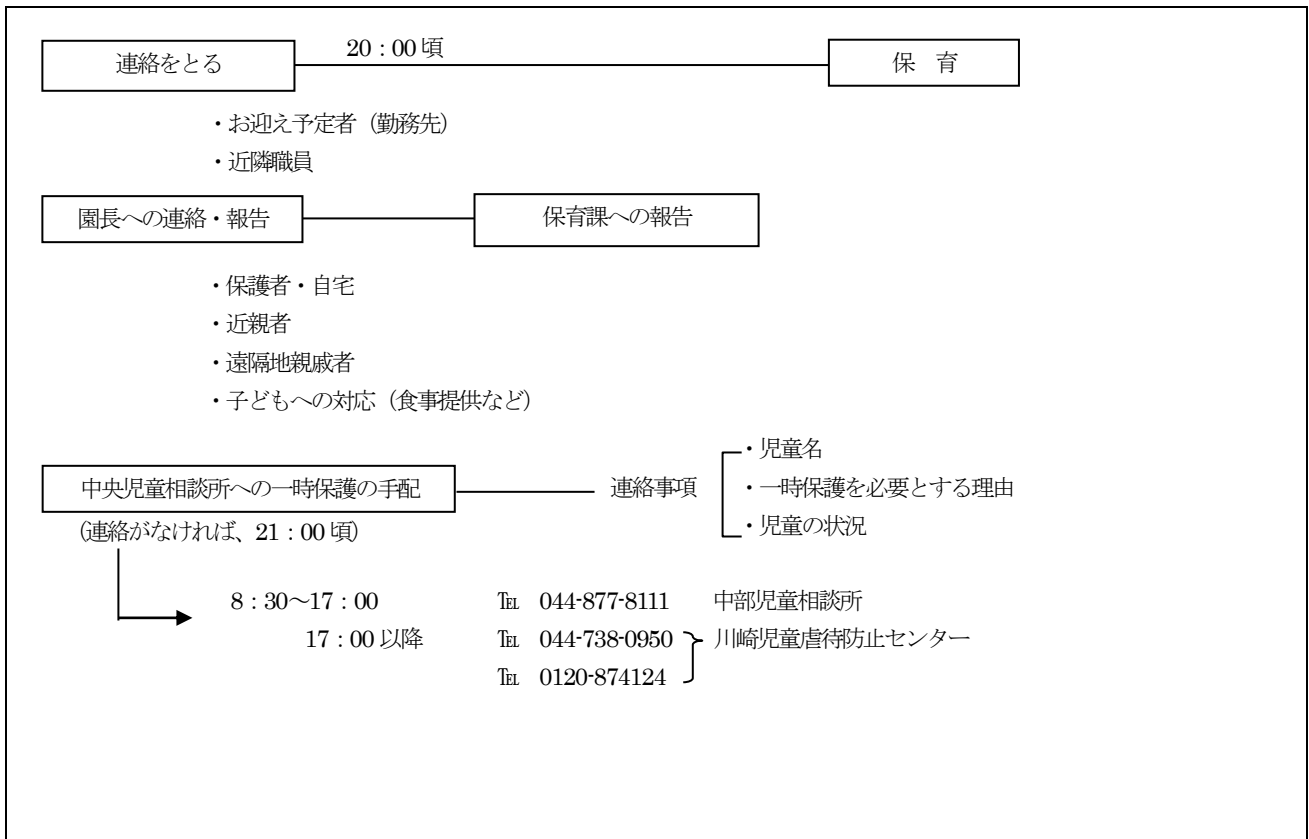 連絡をとる 20：00頃 保　育
・お迎え予定者（勤務先）
・近隣職員
園長への連絡・報告 保育課への報告
・保護者・自宅
・近親者
・遠隔地親戚者
・子どもへの対応（食事提供など）
・児童名
中央児童相談所への一時保護の手配 連絡事項 ・一時保護を必要とする理由
（連絡がなければ、21：00頃） ・児童の状況
8：30～17：00 ℡ 044-877-8111 中部児童相談所
17：00以降 ℡ 044-738-0950 川崎児童虐待防止センター
℡ 0120-874124